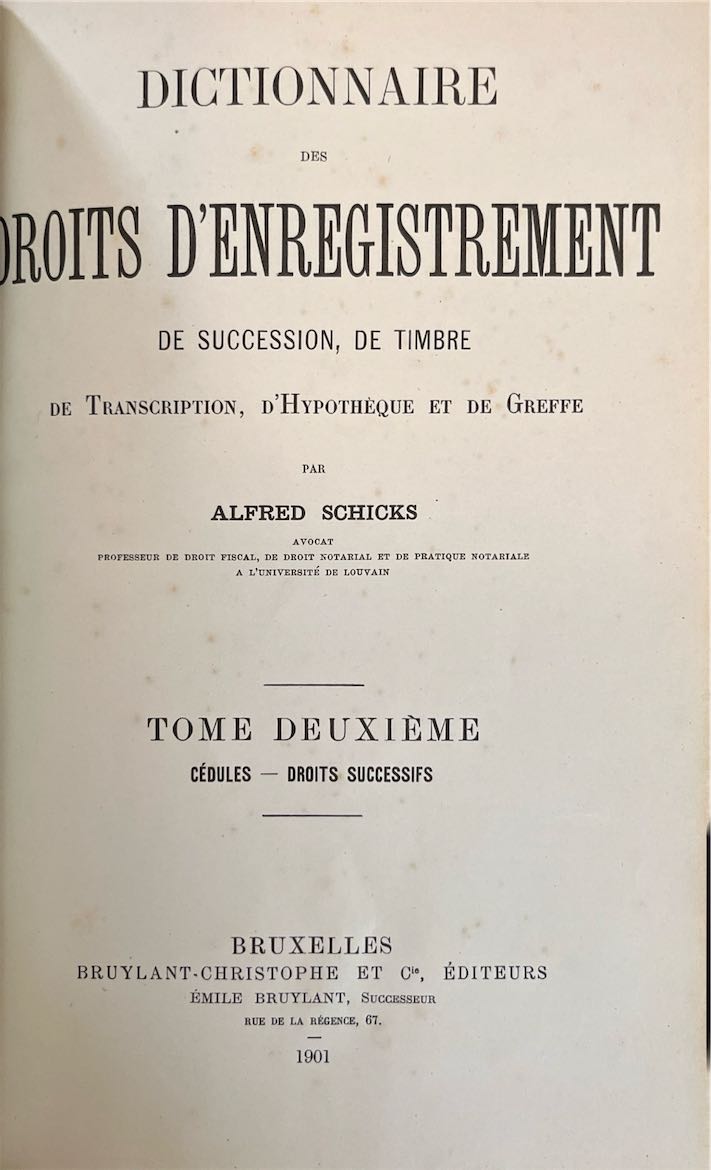 DICTIONNAIRE
DES
DROITS D'ENREGISTREMENT
DE SUCCESSION, DE TIMBRE
DE TRANSCRIPTION, D'HYPOTHÈQUE ET DE GREFFE
PAR
ALFRED SCHICKS
AVOCAT
PROFESSEUR DE DROIT FISCAL, DE DROIT NOTARIAL ET DE PRATIQUE NOTARIALE
A L'UNIVERSITÉ DE LOUVAIN
TOME DEUXIÈME
CÉDULES — DROITS SUCCESSIFS
BRUXELLES
BRUYLANT-CHRISTOPHE ET Cie, ÉDITEURS
ÉMILE BRUYLANT, SUCCESSEUR
RUE DE LA RÉGENCE, 67.
1901